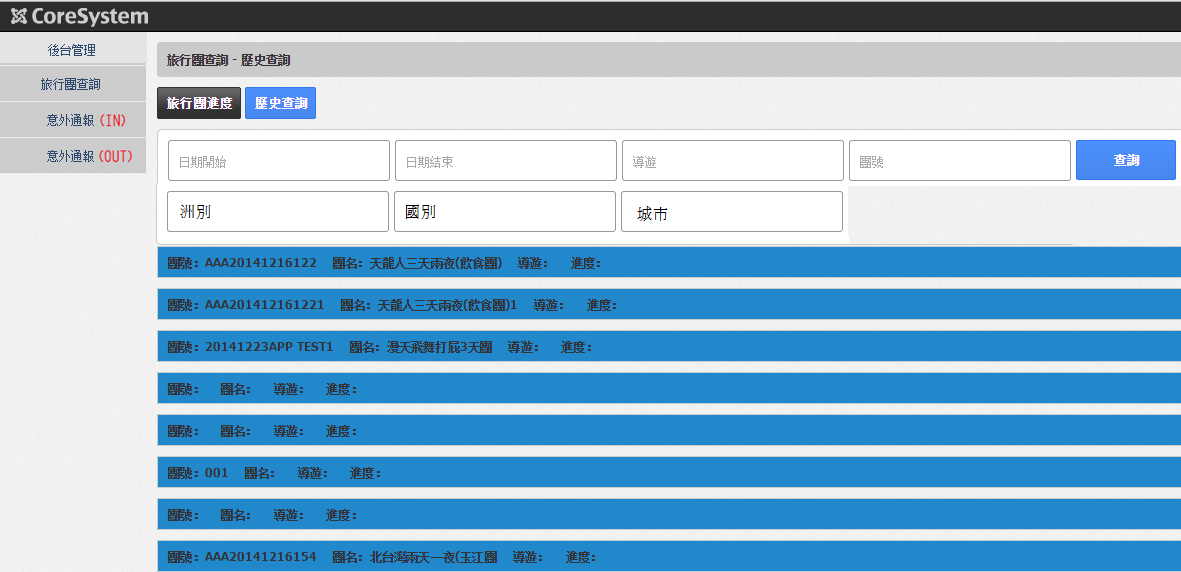 CoreSystem
後台管理
旅行團查詢
意外通報 (IN)
意外通報 (OUT)
旅行團查詢 - 歷史查詢
旅行團進度 歷史查詢
日期開始 日期結束 導遊 團號 查詢
洲別 國別 城市
團號: AAA20141216122 團名: 天龍人三天兩夜(飲食團) 導遊: 進度:
團號: AAA201412161221 團名: 天龍人三天兩夜(飲食團)1 導遊: 進度:
團號: 20141223APP TEST1 團名: 漫天飛舞打屁3天團 導遊: 進度:
團號: 團名: 導遊: 進度:
團號: 團名: 導遊: 進度:
團號: 001 團名: 導遊: 進度:
團號: 團名: 導遊: 進度:
團號: AAA20141216154 團名: 北台灣兩天一夜(玉江團 導遊: 進度: